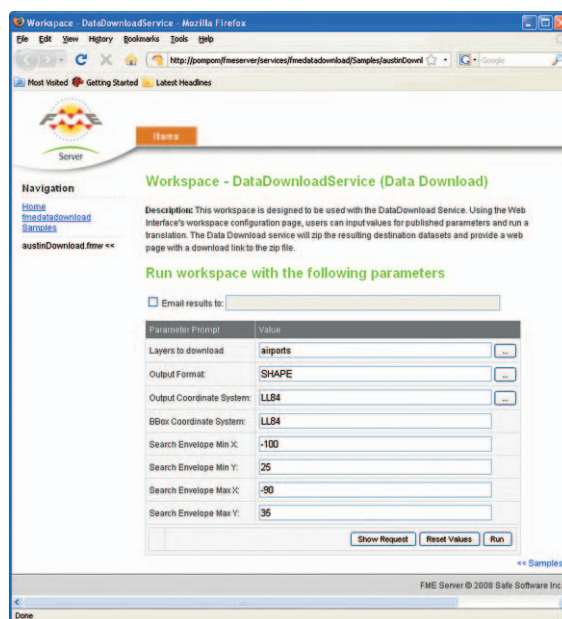 Workspace - DataDownloadService - Mozilla Firefox
File Edit View History Bookmarks Tools Help
http://pompom/fmeserver/services/fmedatadownload/Samples/austinDownl
Google
Most Visited Getting Started Latest Headlines
FME
Server
Home
Navigation
Home
fmedatadownload
Samples
austinDownload.fmw <<
Workspace - DataDownloadService (Data Download)
Description: This workspace is designed to be used with the DataDownload Service. Using the Web
Interface's workspace configuration page, users can input values for published parameters and run a
translation. The Data Download service will zip the resulting destination datasets and provide a web
page with a download link to the zip file.
Run workspace with the following parameters
Email results to:
Parameter Prompt Value
Layers to download airports ...
Output Format: SHAPE ...
Output Coordinate System: LL84 ...
BBox Coordinate System: LL84
Search Envelope Min X: -100
Search Envelope Min Y: 25
Search Envelope Max X: -90
Search Envelope Max Y: 35
Show Request Reset Values Run
<< Samples
FME Server © 2008 Safe Software Inc.
Done